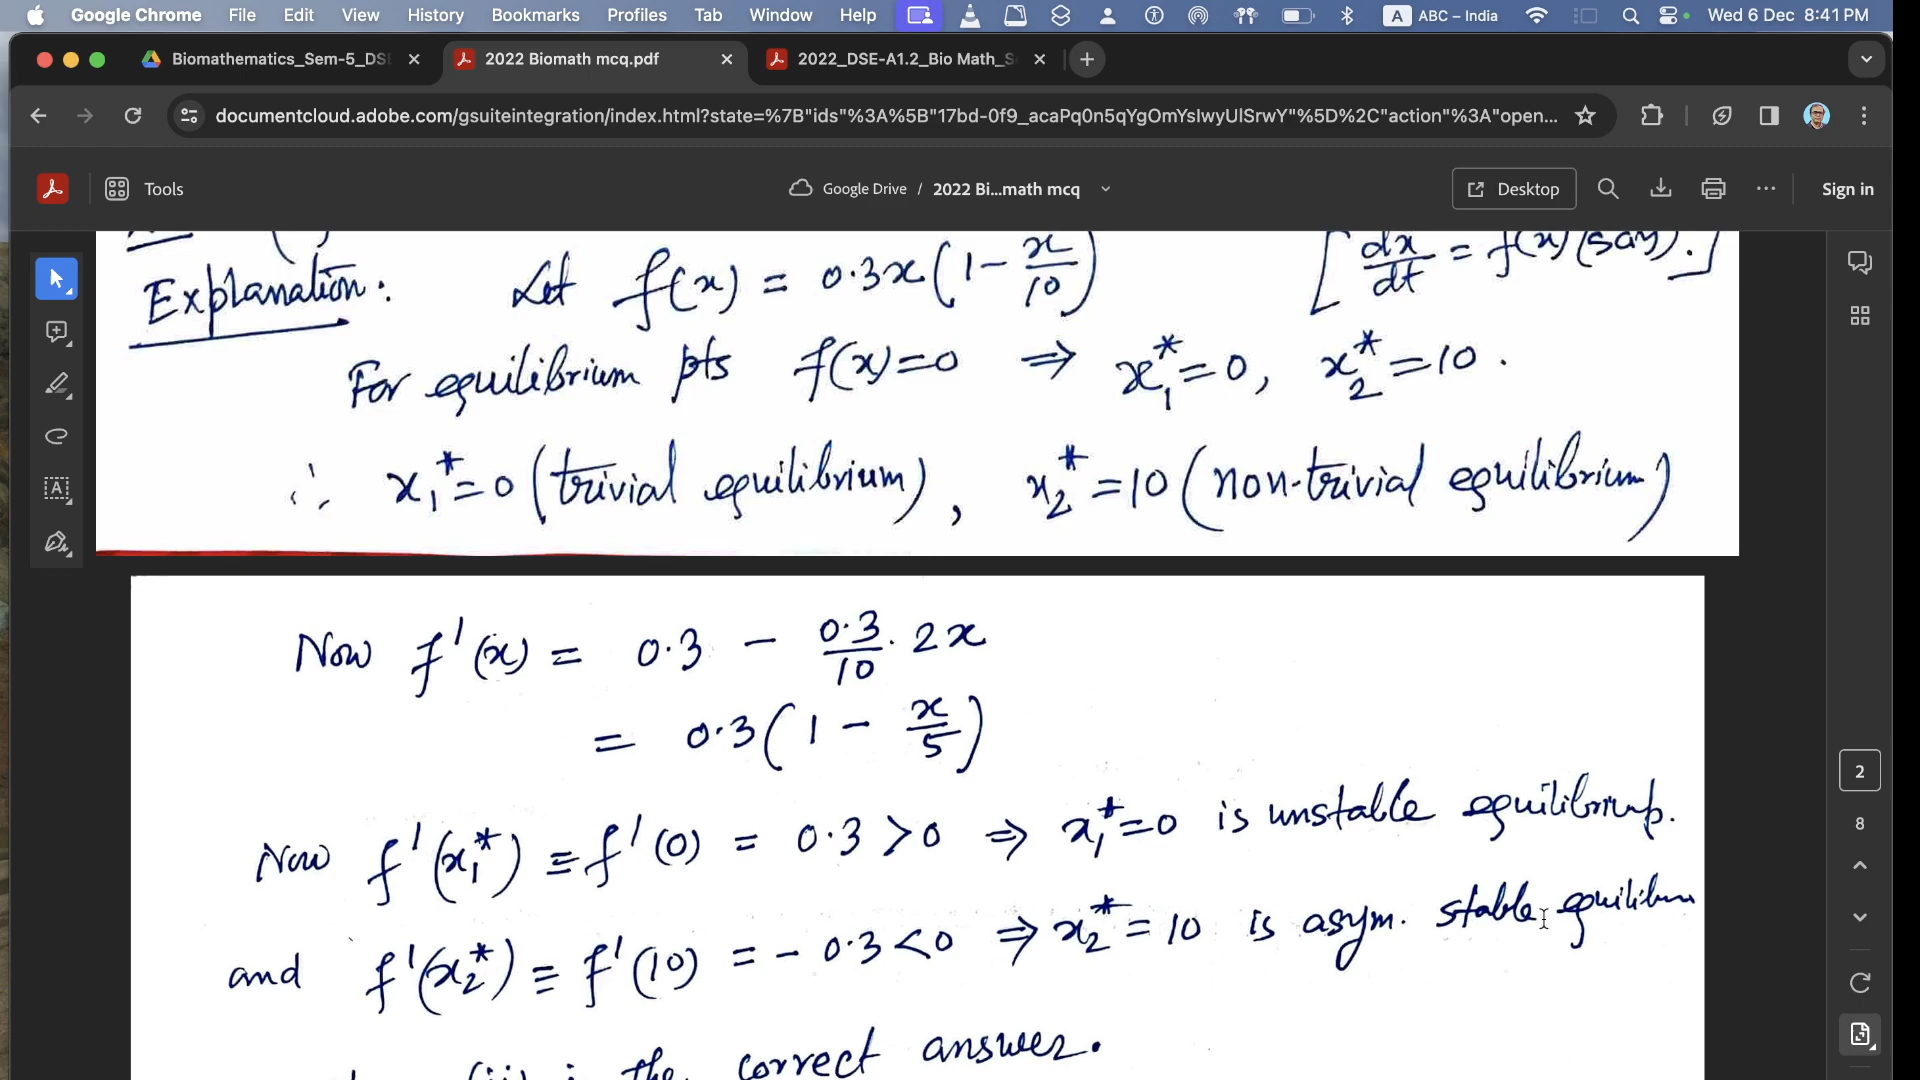 Google Chrome File Edit View History Bookmarks Profiles Tab Window Help A ABC – India Wed 6 Dec 8:41 PM
Biomathematics_Sem-5_DS 2022 Biomath mcq.pdf 2022_DSE-A1.2_Bio Math_S
documentcloud.adobe.com/gsuiteintegration/index.html?state=%7B"ids"%3A%5B"17bd-0f9_acaPq0n5qYgOmYsIwyUlSrwY"%5D%2C"action"%3A"open...
Tools Google Drive / 2022 Bi...math mcq Desktop Sign in
Explanation: Let f(x) = 0.3x(1 - x/10) [dx/dt = f(x) (say).]
For equilibrium pts f(x)=0 ⇒ x₁*=0, x₂*=10.
∴ x₁*=0 (trivial equilibrium), x₂*=10 (non-trivial equilibrium)
Now f'(x) = 0.3 - 0.3/10 . 2x
= 0.3(1 - x/5)
2
Now f'(x₁*) ≡ f'(0) = 0.3 > 0 ⇒ x₁*=0 is unstable
8
and f'(x₂*) ≡ f'(10) = -0.3 < 0 ⇒ x₂* = 10 is asym. stable
is the correct answer.